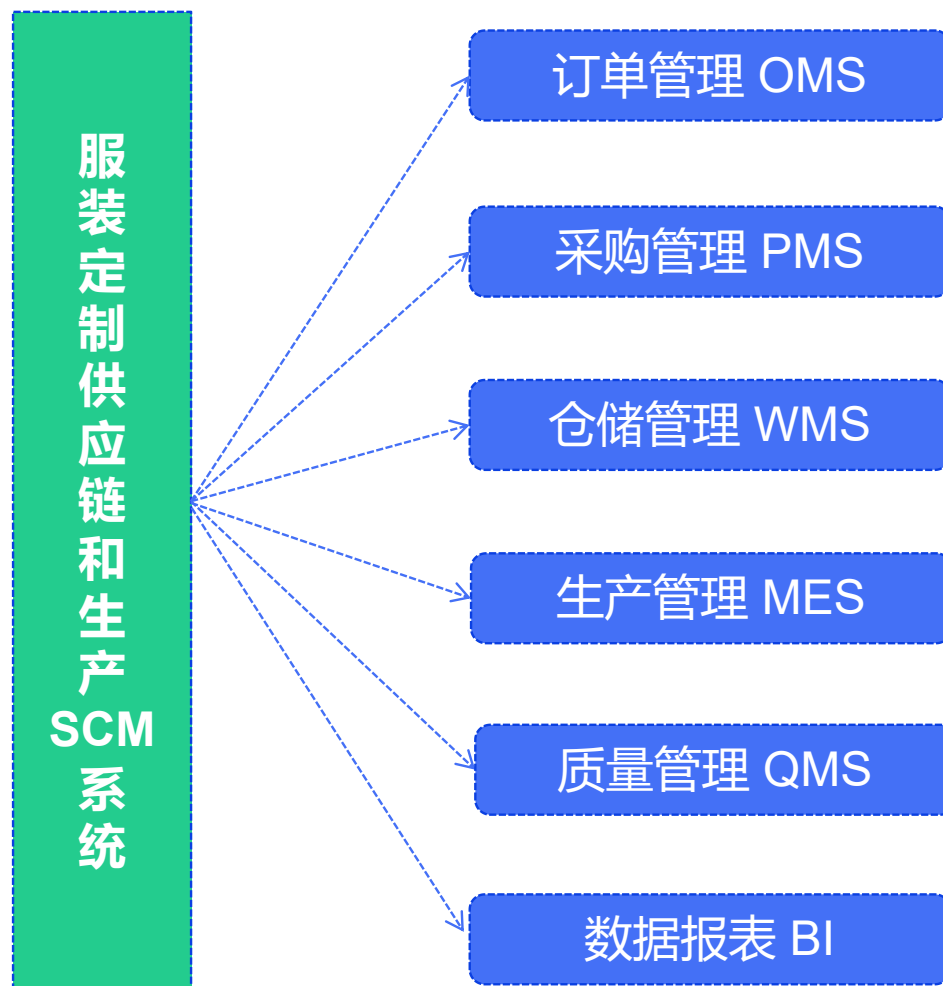 服装定制供应链和生产SCM系统
订单管理 OMS
采购管理 PMS
仓储管理 WMS
生产管理 MES
质量管理 QMS
数据报表 BI